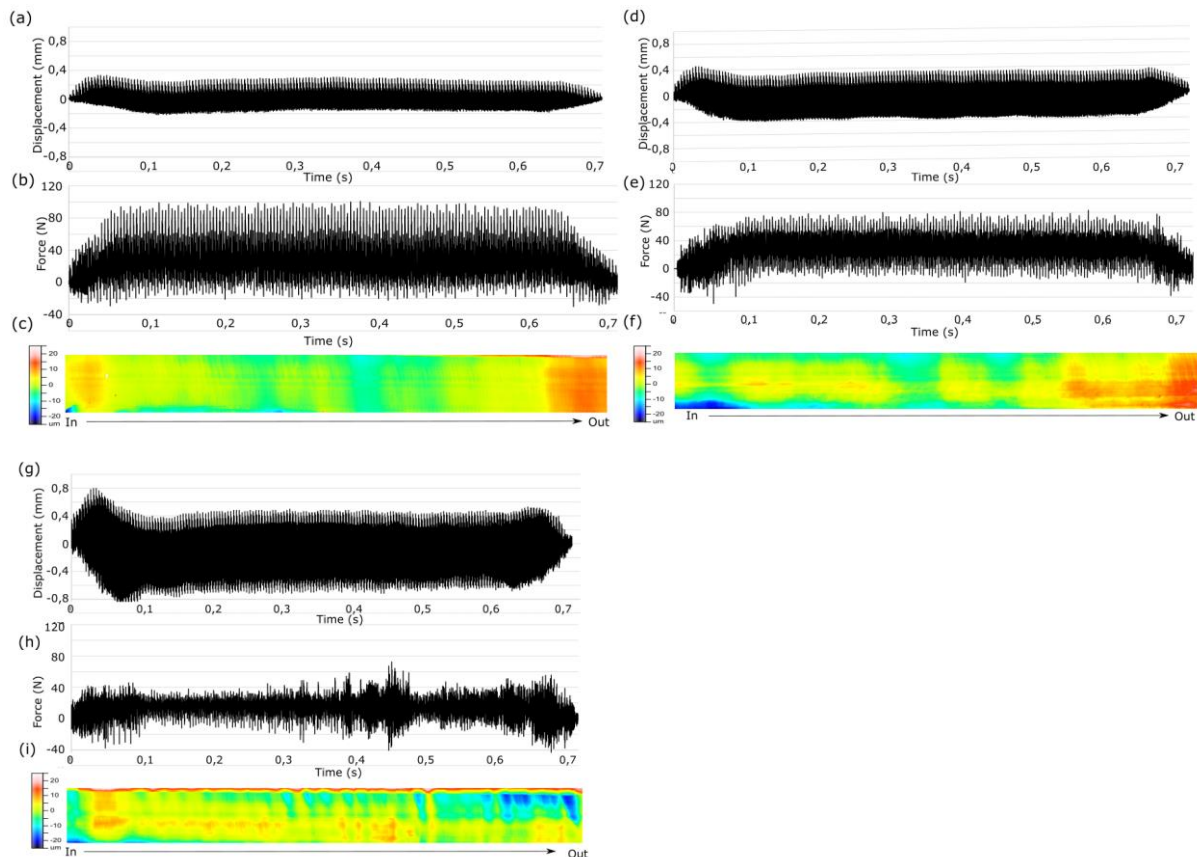 (a)
Displacement (mm)
0,8
0,4
0
-0,4
-0,8
0 0,1 0,2 0,3 0,4 0,5 0,6 0,7
Time (s)
(b)
Force (N)
120
80
40
0
-40
0 0,1 0,2 0,3 0,4 0,5 0,6 0,7
Time (s)
(c)
20
10
0
-10
-20
um
In Out
(d)
Displacement (mm)
0,8
0,4
0
-0,4
-0,8
0 0,1 0,2 0,3 0,4 0,5 0,6 0,7
Time (s)
(e)
Force (N)
120
80
40
0
-40
--
0 0,1 0,2 0,3 0,4 0,5 0,6 0,7
Time (s)
(f)
20
10
0
-10
-20
um
In Out
(g)
Displacement (mm)
0,8
0,4
0
-0,4
-0,8
0 0,1 0,2 0,3 0,4 0,5 0,6 0,7
Time (s)
(h)
Force (N)
120
80
40
0
-40
0 0,1 0,2 0,3 0,4 0,5 0,6 0,7
Time (s)
(i)
20
10
0
-10
-20
um
In Out